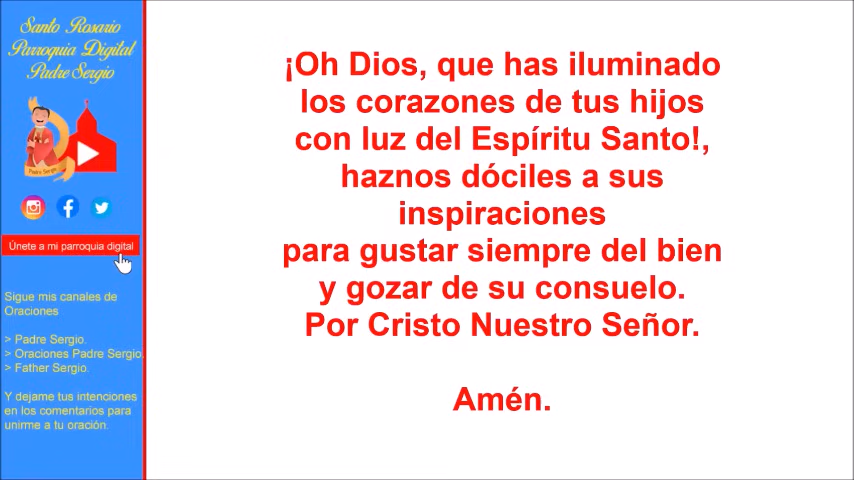 Santo Rosario
Parroquia Digital
Padre Sergio
Padre Sergio
Únete a mi parroquia digital
Sigue mis canales de
Oraciones
> Padre Sergio.
> Oraciones Padre Sergio.
> Father Sergio.
Y dejame tus intenciones
en los comentarios para
unirme a tu oración.
¡Oh Dios, que has iluminado
los corazones de tus hijos
con luz del Espíritu Santo!,
haznos dóciles a sus
inspiraciones
para gustar siempre del bien
y gozar de su consuelo.
Por Cristo Nuestro Señor.
Amén.